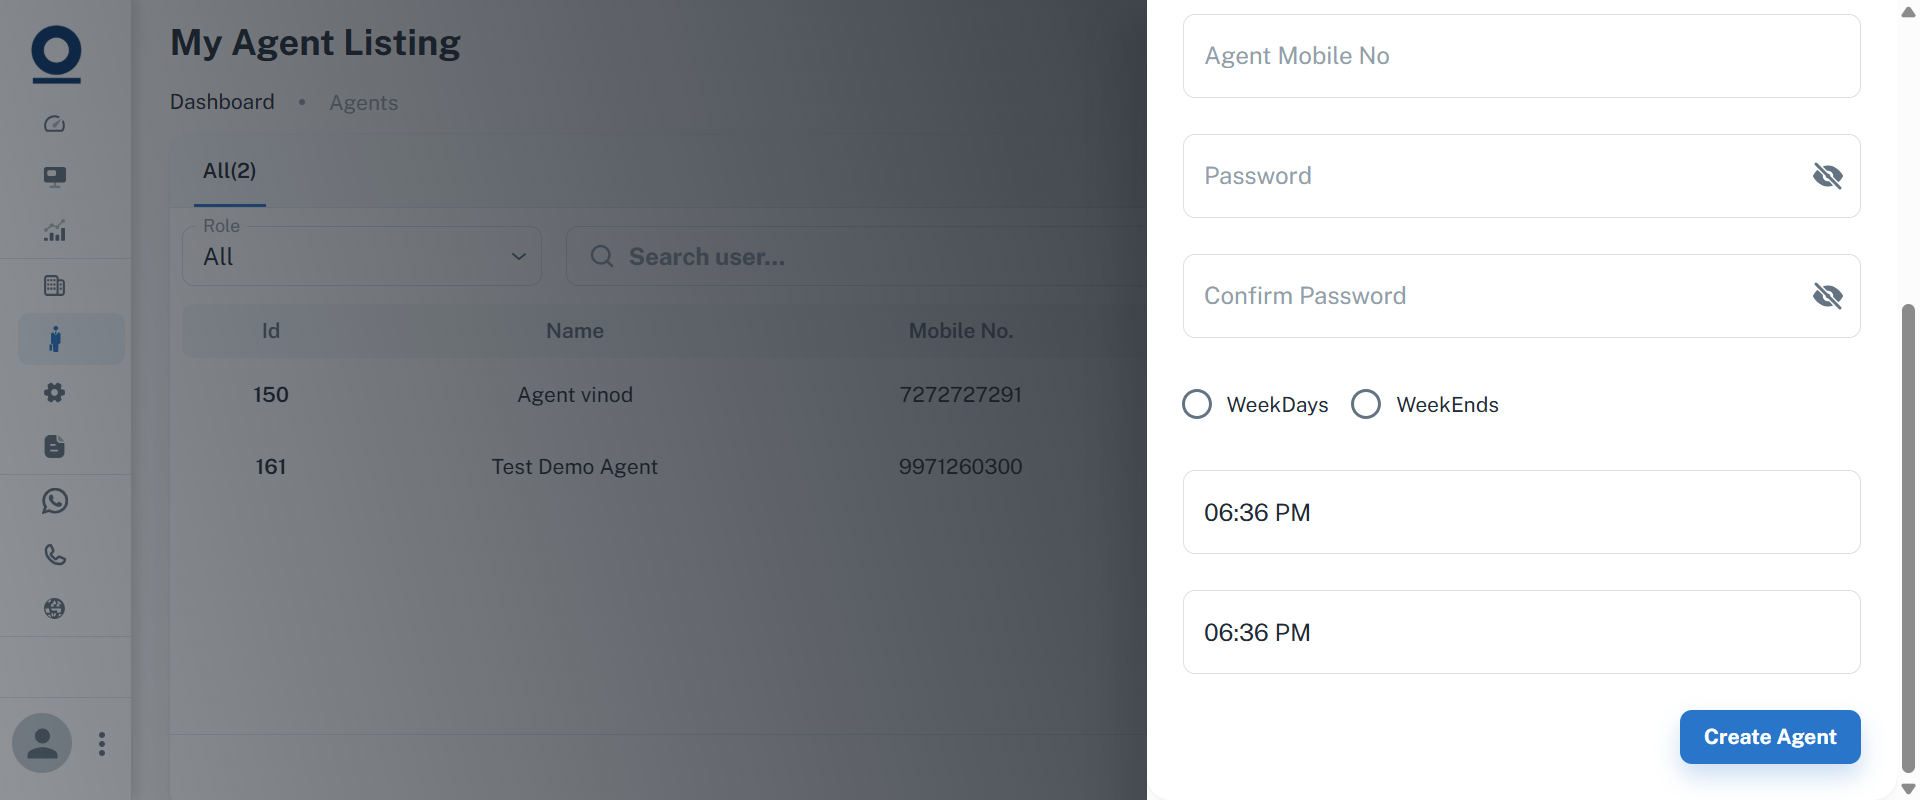 My Agent Listing
Dashboard • Agents
All(2)
Role
All
Search user...
Id Name Mobile No.
150 Agent vinod 7272727291
161 Test Demo Agent 9971260300
Agent Mobile No
Password
Confirm Password
WeekDays WeekEnds
06:36 PM
06:36 PM
Create Agent